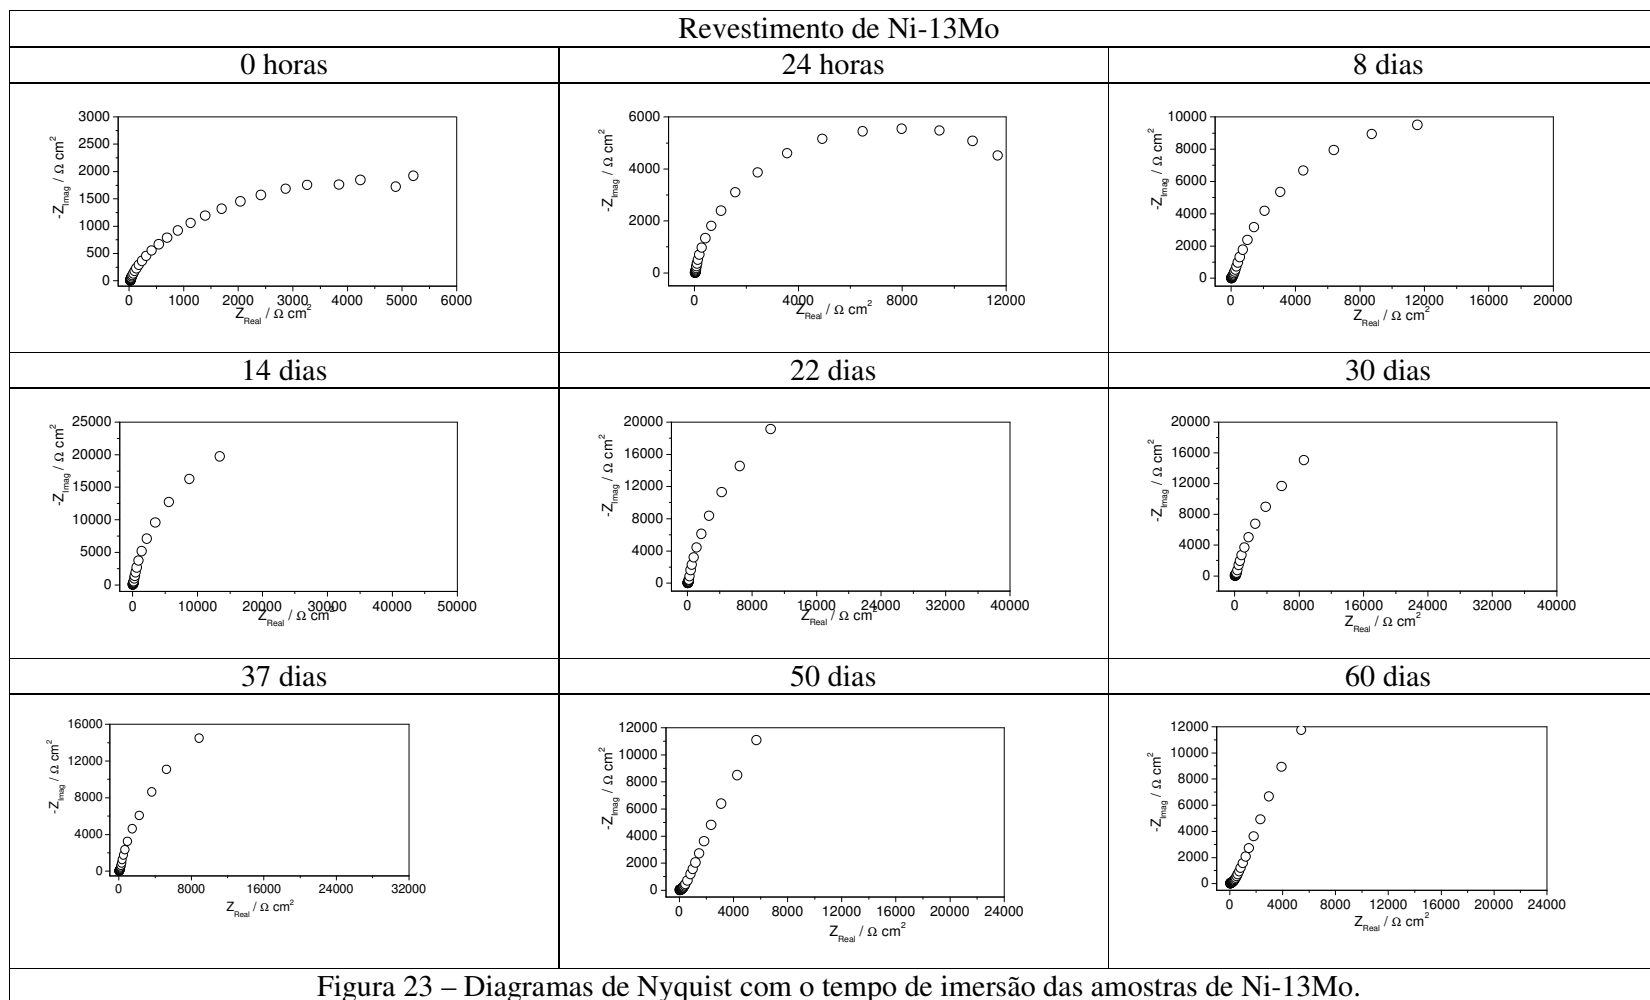 Revestimento de Ni-13Mo
0 horas
24 horas
8 dias
3000
2500
2000
1500
1000
500
0
-Z_Imag / Ω cm²
0 1000 2000 3000 4000 5000 6000
Z_Real / Ω cm²
6000
4000
2000
0
-Z_Imag / Ω cm²
0 4000 8000 12000
Z_Real / Ω cm²
10000
8000
6000
4000
2000
0
-Z_Imag / Ω cm²
0 4000 8000 12000 16000 20000
Z_Real / Ω cm²
14 dias
22 dias
30 dias
25000
20000
15000
10000
5000
0
-Z_Imag / Ω cm²
0 10000 20000 30000 40000 50000
Z_Real / Ω cm²
20000
16000
12000
8000
4000
0
-Z_Imag / Ω cm²
0 8000 16000 24000 32000 40000
Z_Real / Ω cm²
20000
16000
12000
8000
4000
0
-Z_Imag / Ω cm²
0 8000 16000 24000 32000 40000
Z_Real / Ω cm²
37 dias
50 dias
60 dias
16000
12000
8000
4000
0
-Z_Imag / Ω cm²
0 8000 16000 24000 32000
Z_Real / Ω cm²
12000
10000
8000
6000
4000
2000
0
-Z_Imag / Ω cm²
0 4000 8000 12000 16000 20000 24000
Z_Real / Ω cm²
12000
10000
8000
6000
4000
2000
0
-Z_Imag / Ω cm²
0 4000 8000 12000 16000 20000 24000
Z_Real / Ω cm²
Figura 23 – Diagramas de Nyquist com o tempo de imersão das amostras de Ni-13Mo.